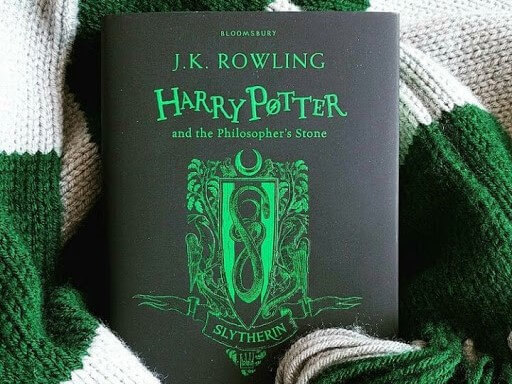 BLOOMSBURY
J.K. ROWLING
HARRY POTTER
and the Philosopher's Stone
SLYTHERIN